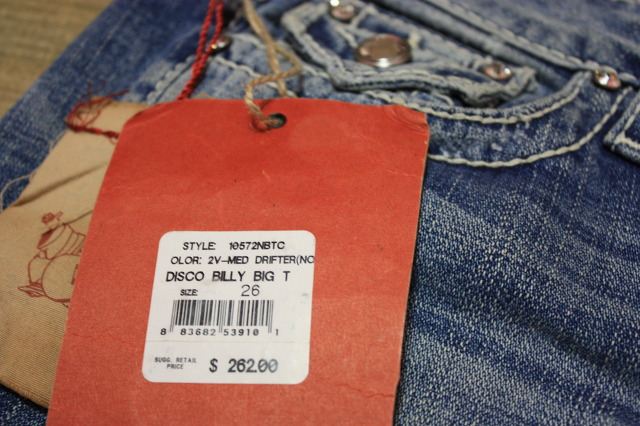 STYLE: 10572NBTC
OLOR: 2V-MED DRIFTER(NO
DISCO BILLY BIG T
SIZE: 26
8 83682 53910 1
SUGG. RETAIL PRICE $ 262.00